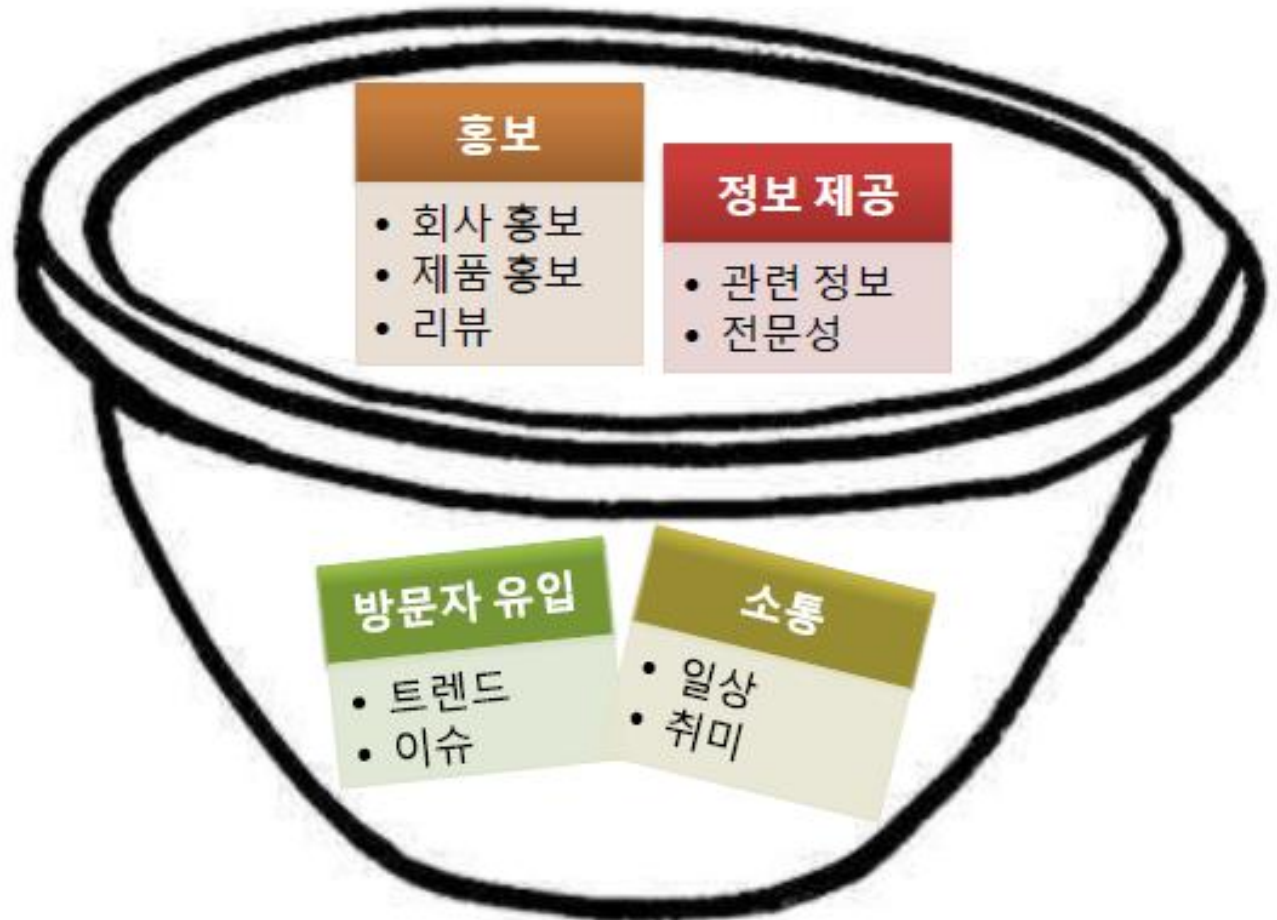 홍보
• 회사 홍보
• 제품 홍보
• 리뷰
정보 제공
• 관련 정보
• 전문성
방문자 유입
• 트렌드
• 이슈
소통
• 일상
• 취미